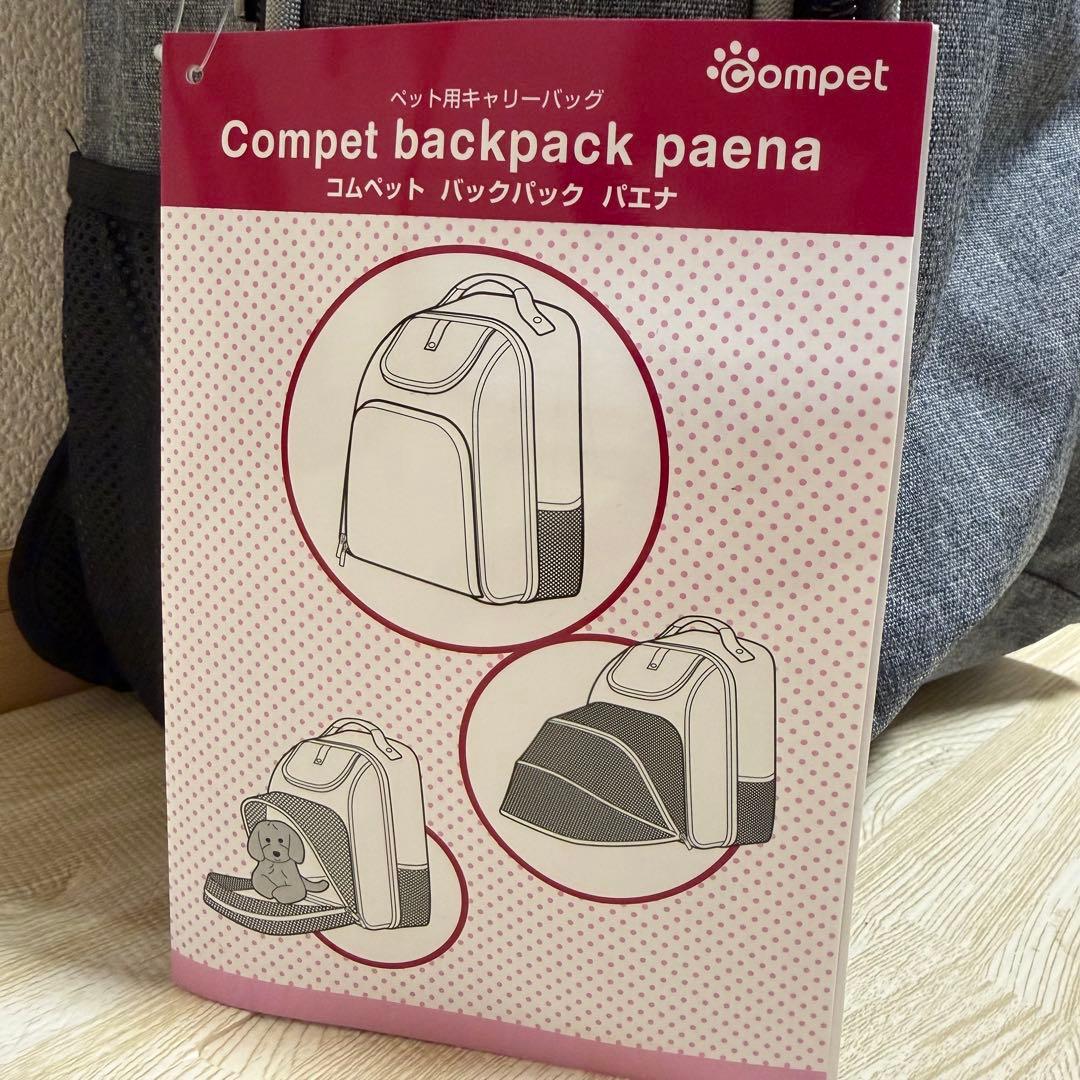 Compet
ペット用キャリーバッグ
Compet backpack paena
コムペット バックパック パエナ